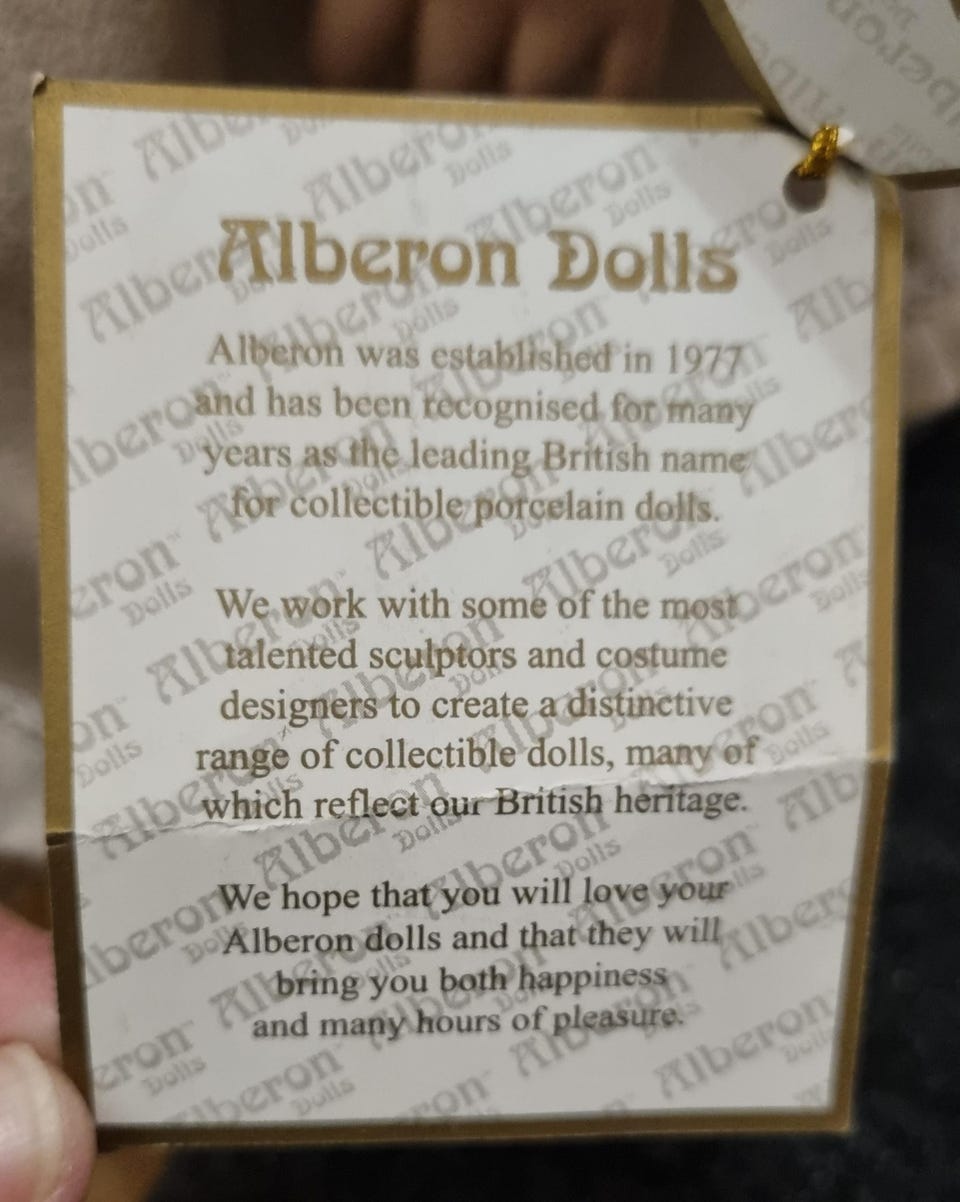 Alberon Dolls
Alberon was established in 1977
and has been recognised for many
years as the leading British name
for collectible porcelain dolls.
We work with some of the most
talented sculptors and costume
designers to create a distinctive
range of collectible dolls, many of
which reflect our British heritage.
We hope that you will love your
Alberon dolls and that they will
bring you both happiness
and many hours of pleasure.